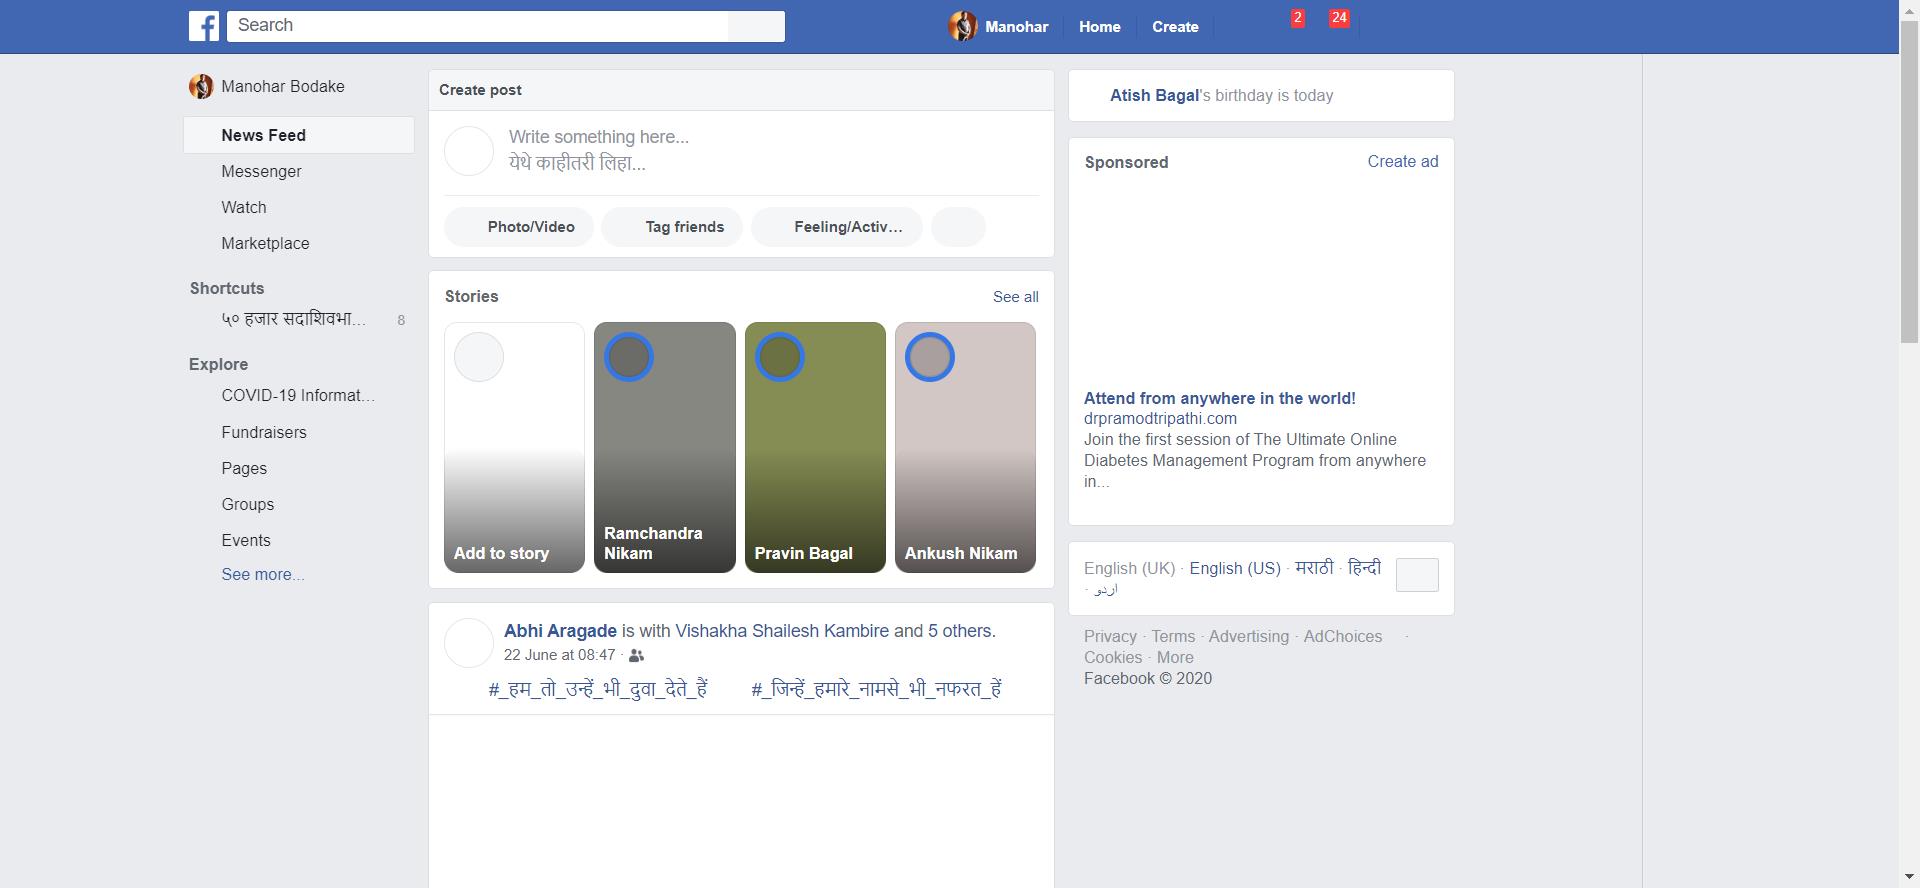 Search
Manohar
Home
Create
2
24
Manohar Bodake
News Feed
Messenger
Watch
Marketplace
Shortcuts
५० हजार सदाशिवभा...
8
Explore
COVID-19 Informat...
Fundraisers
Pages
Groups
Events
See more...
Create post
Write something here...
येथे काहीतरी लिहा...
Photo/Video
Tag friends
Feeling/Activ...
Stories
See all
Add to story
Ramchandra
Nikam
Pravin Bagal
Ankush Nikam
Abhi Aragade is with Vishakha Shailesh Kambire and 5 others.
22 June at 08:47 ·
#_हम_तो_उन्हें_भी_दुवा_देते_हैं #_जिन्हें_हमारे_नामसे_भी_नफरत_हें
Atish Bagal's birthday is today
Sponsored
Create ad
Attend from anywhere in the world!
drpramodtripathi.com
Join the first session of The Ultimate Online
Diabetes Management Program from anywhere
in...
English (UK) · English (US) · मराठी · हिन्दी
· اردو
Privacy · Terms · Advertising · AdChoices ·
Cookies · More
Facebook © 2020